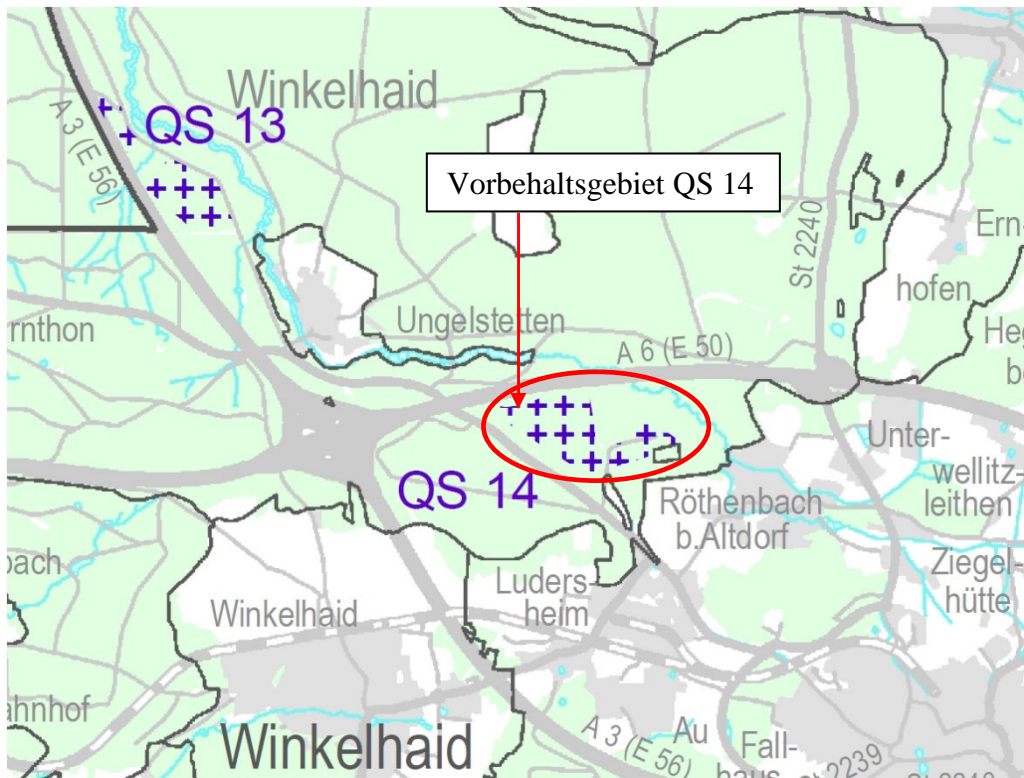 Winkelhaid
QS 13
A 3 (E 56)
Vorbehaltsgebiet QS 14
St 2240
Ern-
hofen
rnthon
Ungelstetten
A 6 (E 50)
Heg
be
Unter-
wellitz-
leithen
QS 14
Röthenbach
b.Altdorf
bach
Luders-
heim
Ziegel-
hütte
Winkelhaid
ahnhof
Winkelhaid
A 3 (E 56)
Au
Fall-
haus
St 2239